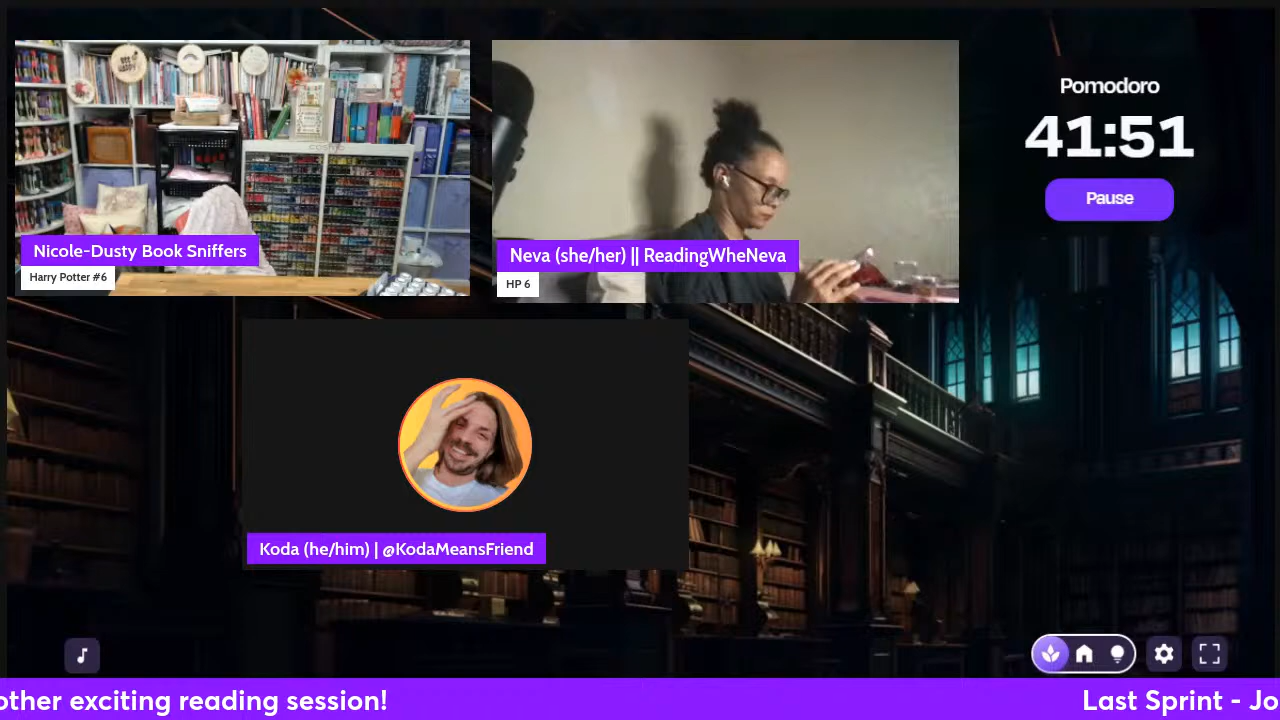 Pomodoro
41:51
Pause
Nicole-Dusty Book Sniffers
Harry Potter #6
Neva (she/her) || ReadingWheNeva
HP 6
Koda (he/him) | @KodaMeansFriend
other exciting reading session!
Last Sprint - Jo